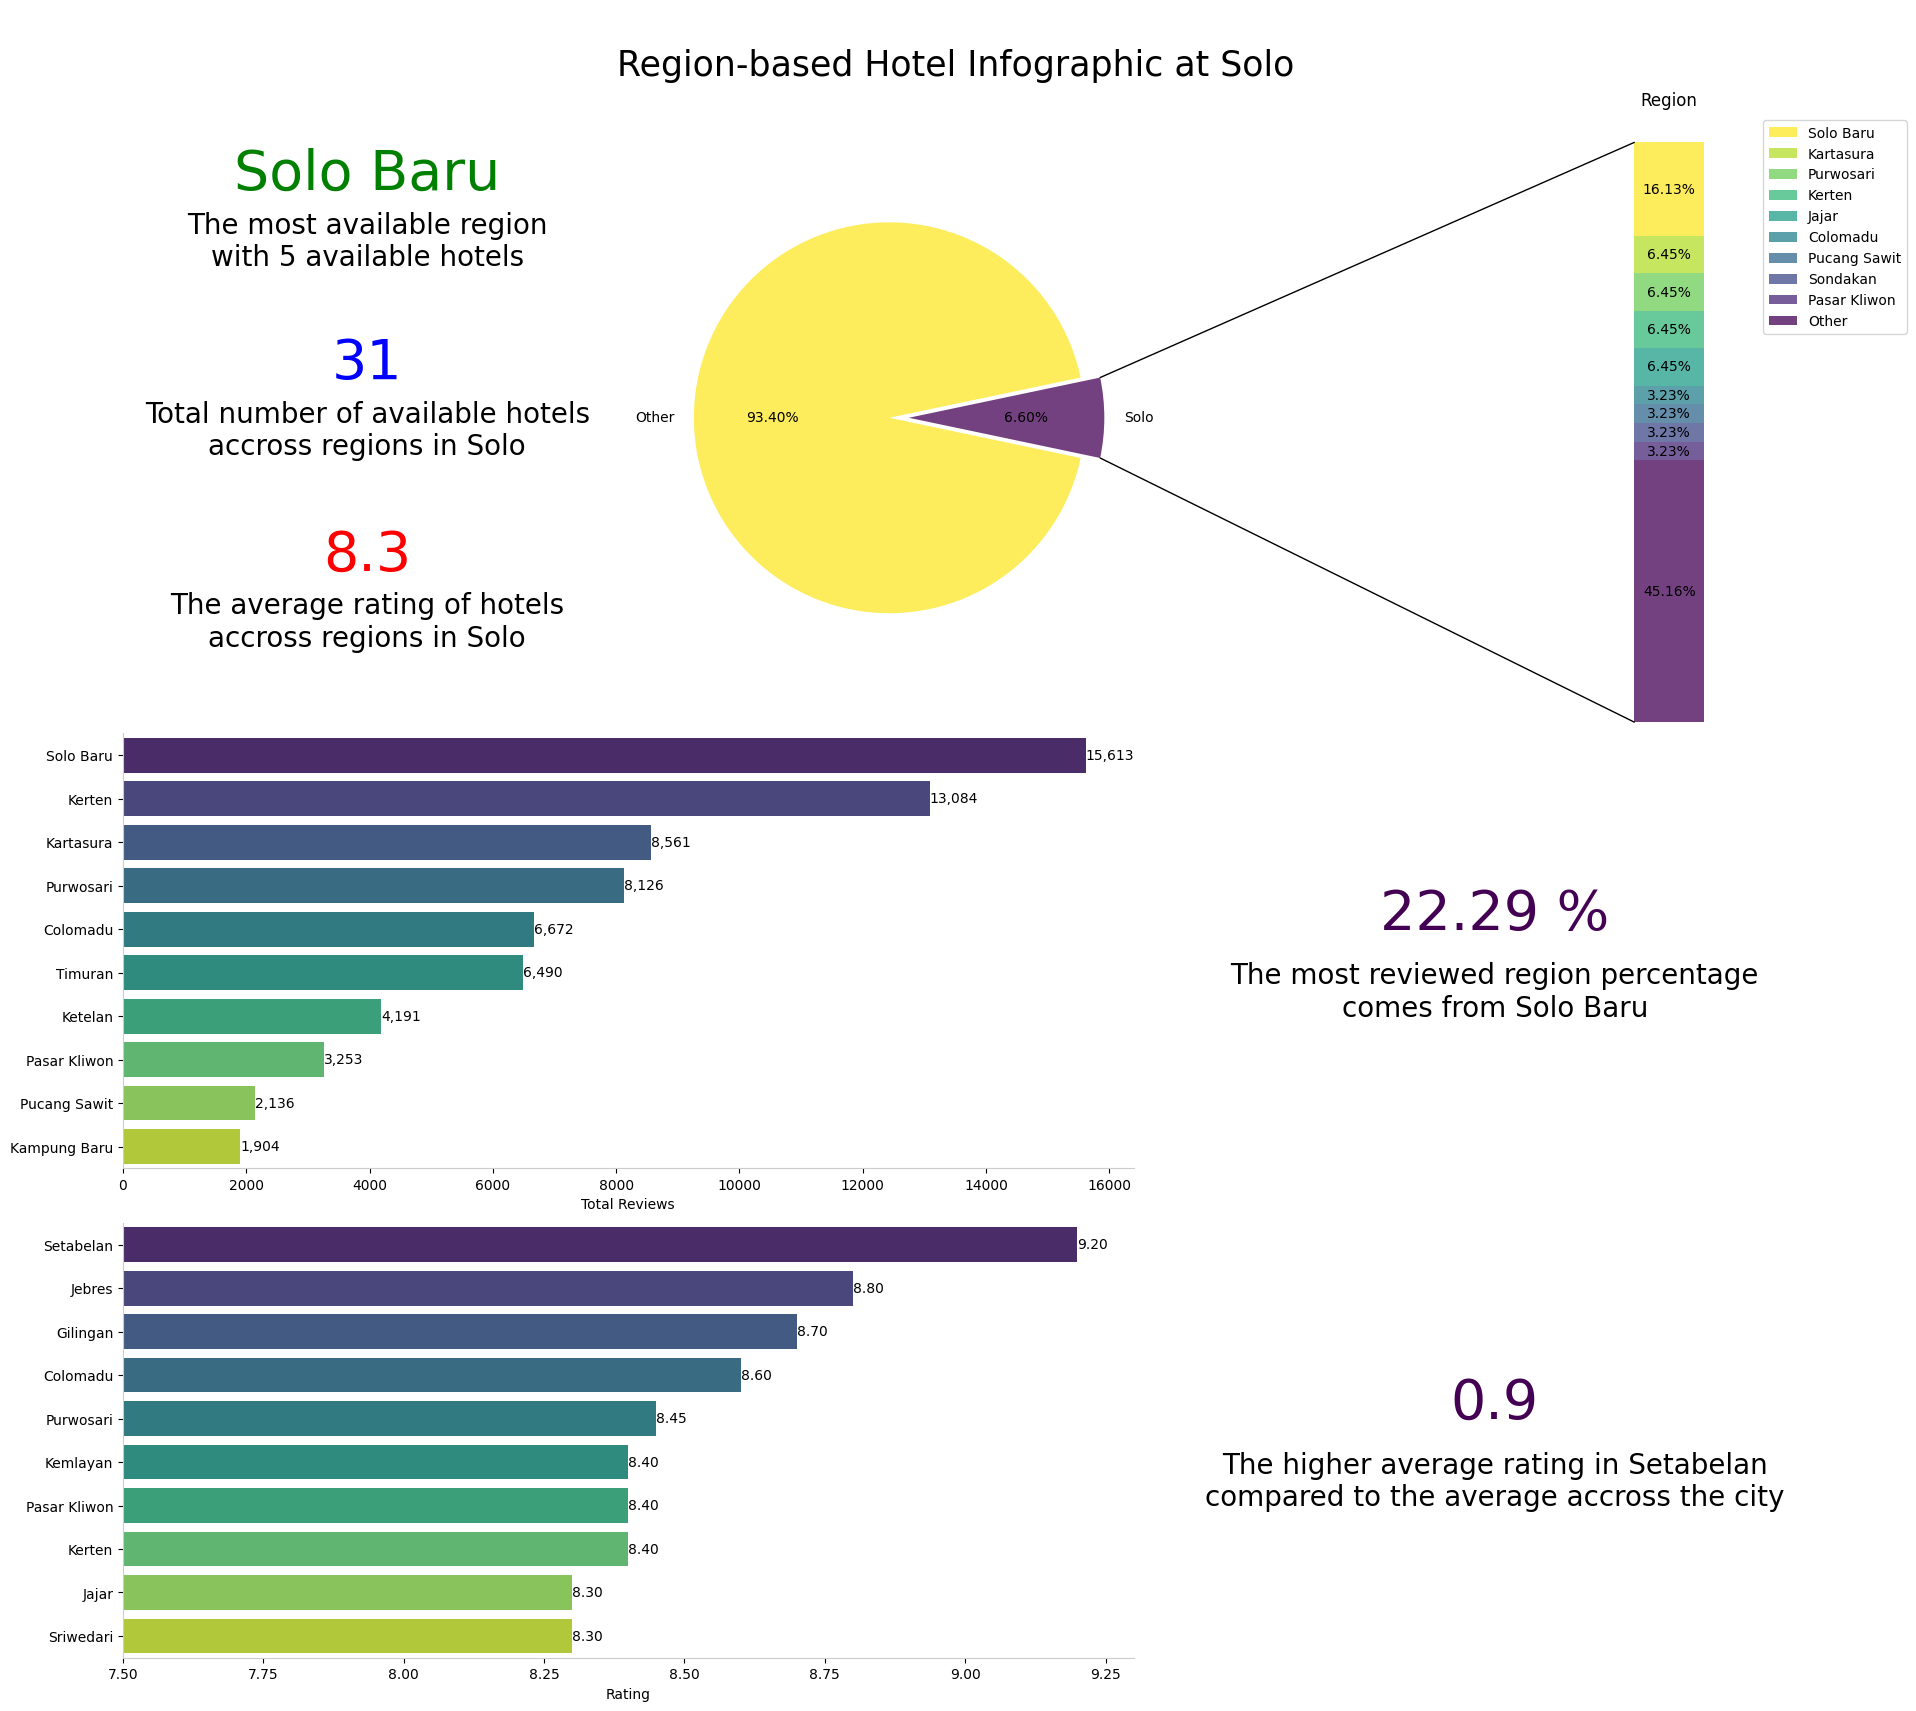 Region-based Hotel Infographic at Solo
Solo Baru
The most available region
with 5 available hotels
31
Total number of available hotels
accross regions in Solo
8.3
The average rating of hotels
accross regions in Solo
Other
93.40%
6.60%
Solo
Region
16.13%
6.45%
6.45%
6.45%
6.45%
3.23%
3.23%
3.23%
3.23%
45.16%
Solo Baru
Kartasura
Purwosari
Kerten
Jajar
Colomadu
Pucang Sawit
Sondakan
Pasar Kliwon
Other
Solo Baru 15,613
Kerten 13,084
Kartasura 8,561
Purwosari 8,126
Colomadu 6,672
Timuran 6,490
Ketelan 4,191
Pasar Kliwon 3,253
Pucang Sawit 2,136
Kampung Baru 1,904
0 2000 4000 6000 8000 10000 12000 14000 16000
Total Reviews
22.29 %
The most reviewed region percentage
comes from Solo Baru
Setabelan 9.20
Jebres 8.80
Gilingan 8.70
Colomadu 8.60
Purwosari 8.45
Kemlayan 8.40
Pasar Kliwon 8.40
Kerten 8.40
Jajar 8.30
Sriwedari 8.30
7.50 7.75 8.00 8.25 8.50 8.75 9.00 9.25
Rating
0.9
The higher average rating in Setabelan
compared to the average accross the city